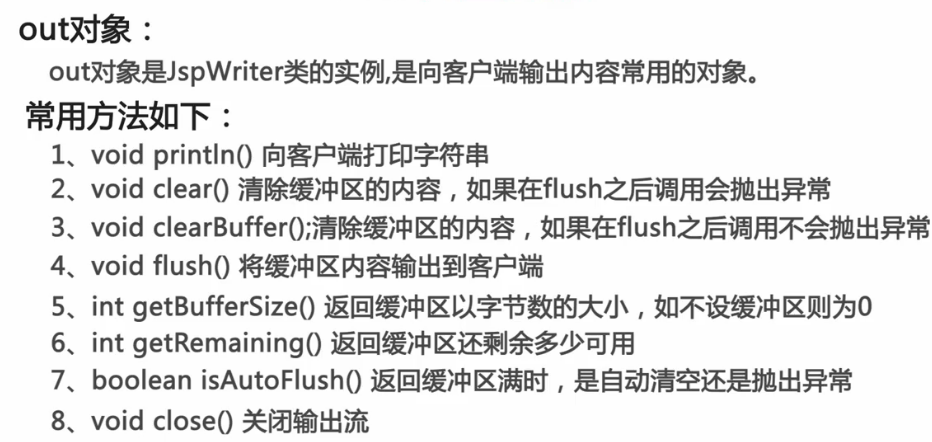 out对象：
out对象是JspWriter类的实例,是向客户端输出内容常用的对象。
常用方法如下：
1、void println() 向客户端打印字符串
2、void clear() 清除缓冲区的内容，如果在flush之后调用会抛出异常
3、void clearBuffer();清除缓冲区的内容，如果在flush之后调用不会抛出异常
4、void flush() 将缓冲区内容输出到客户端
5、int getBufferSize() 返回缓冲区以字节数的大小，如不设缓冲区则为0
6、int getRemaining() 返回缓冲区还剩余多少可用
7、boolean isAutoFlush() 返回缓冲区满时，是自动清空还是抛出异常
8、void close() 关闭输出流